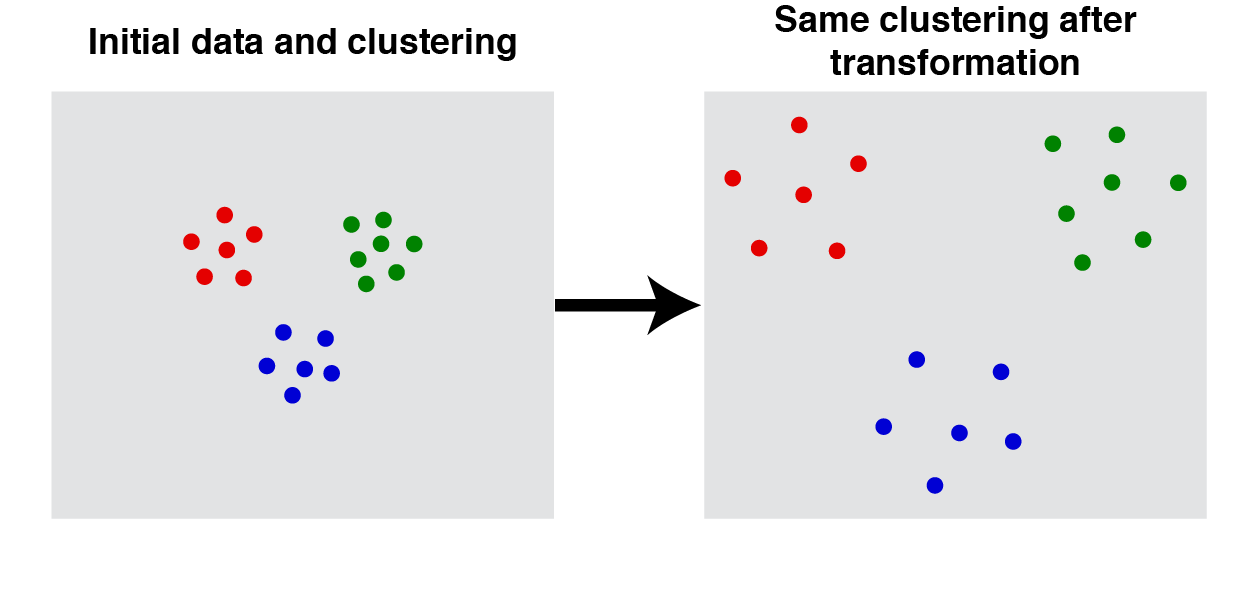 Initial data and clustering
Same clustering after
transformation